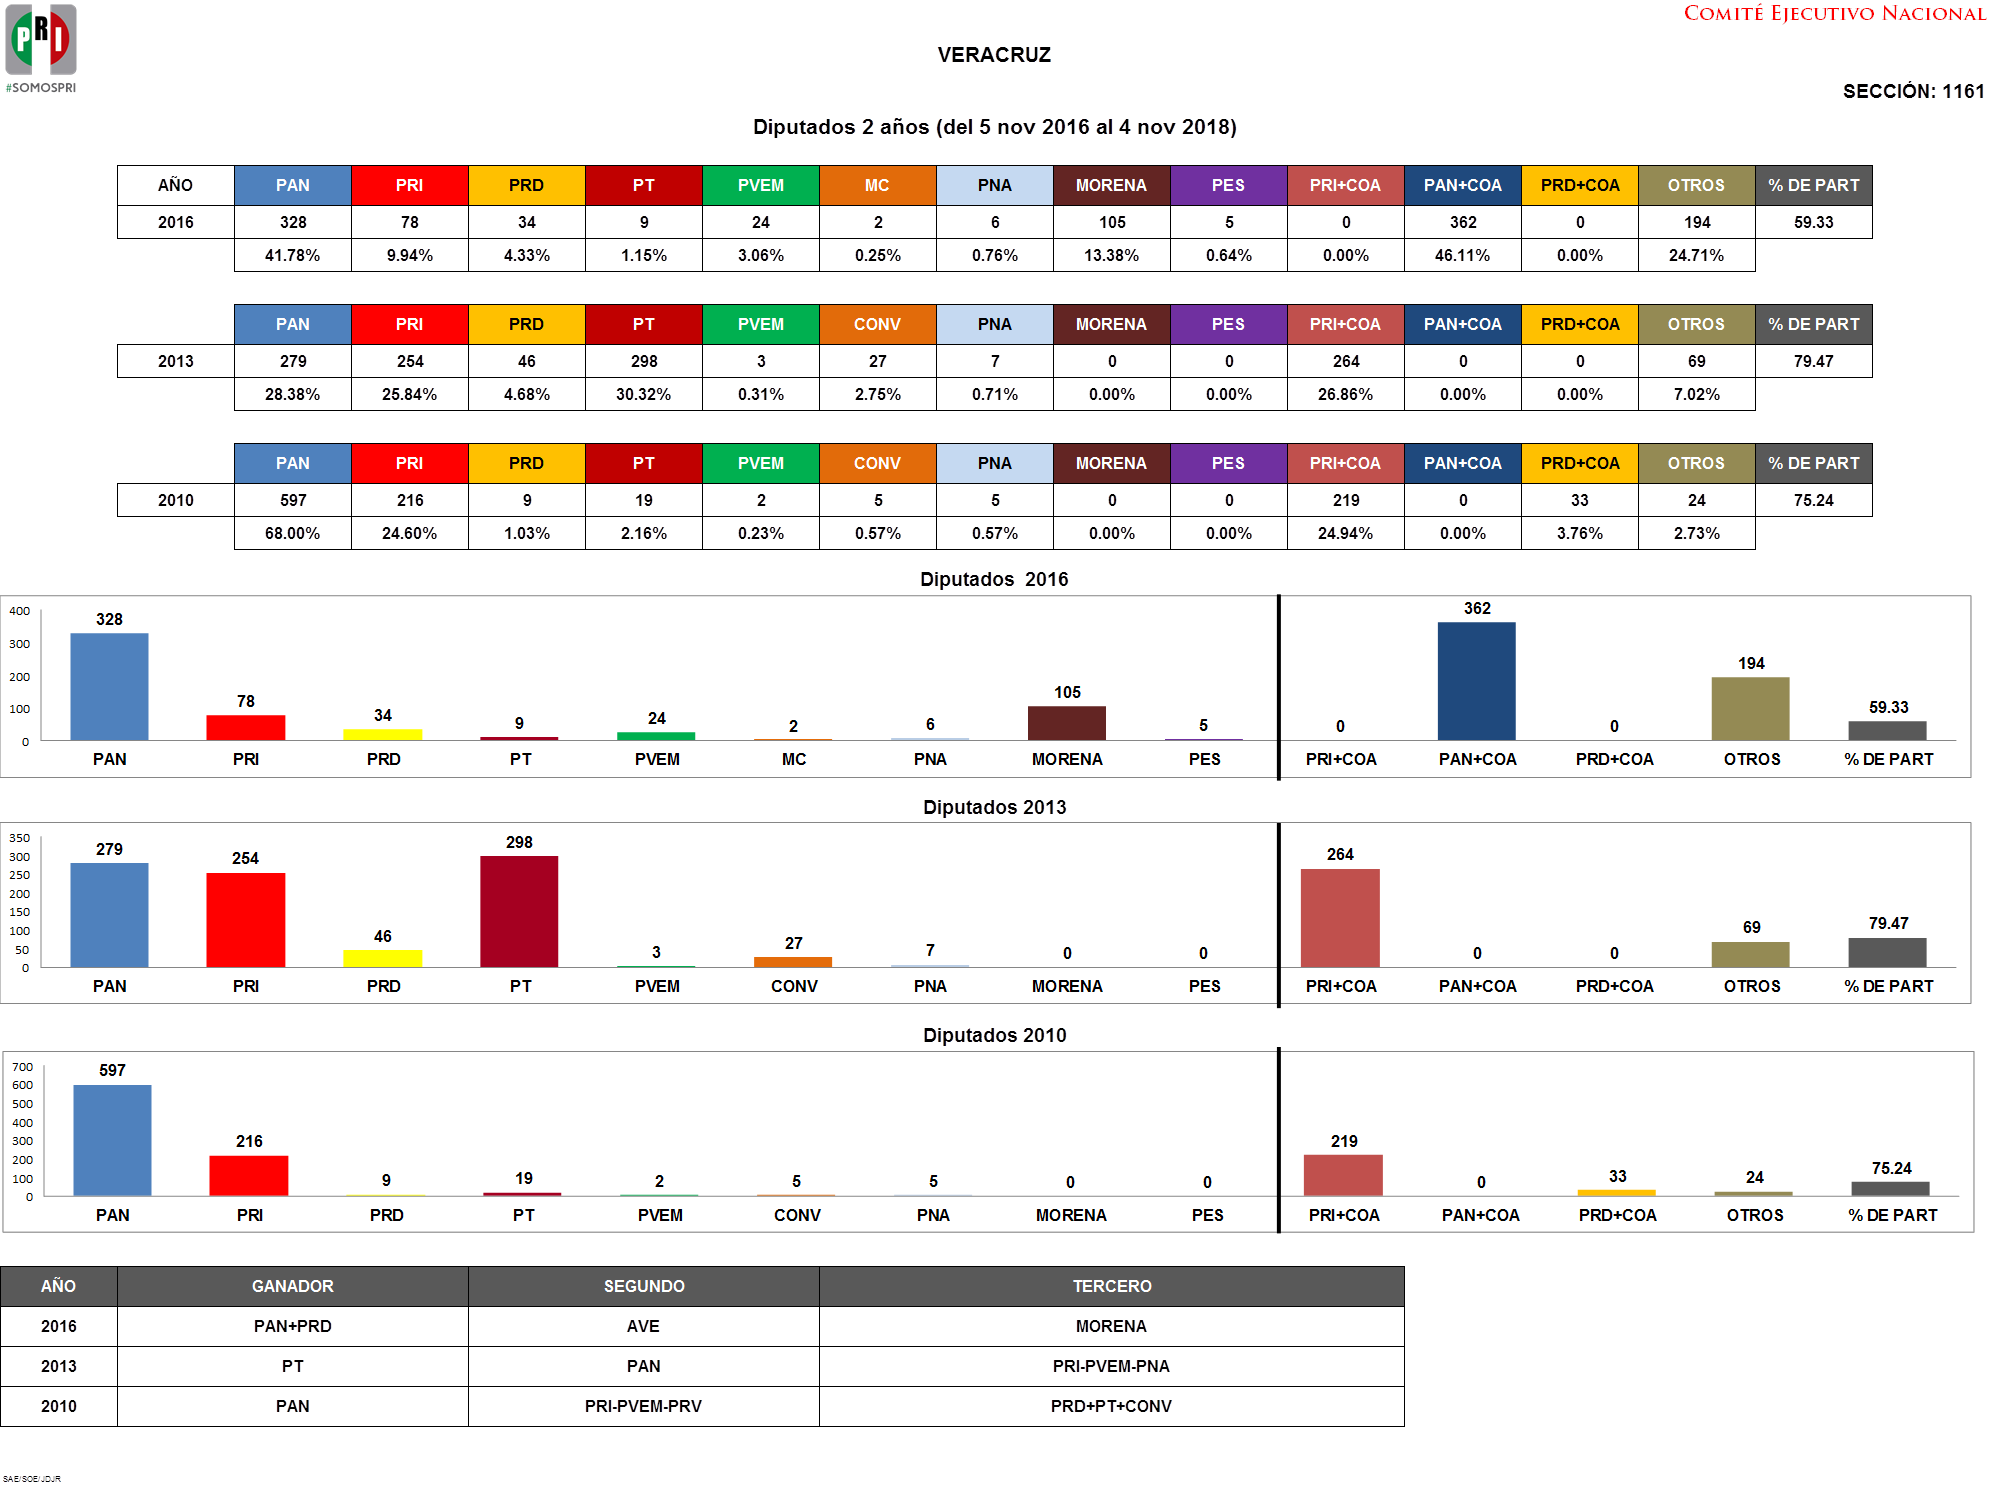 PRI
#SOMOSPRI
COMITÉ EJECUTIVO NACIONAL
VERACRUZ
SECCIÓN: 1161
Diputados 2 años (del 5 nov 2016 al 4 nov 2018)
AÑO PAN PRI PRD PT PVEM MC PNA MORENA PES PRI+COA PAN+COA PRD+COA OTROS % DE PART
2016 328 78 34 9 24 2 6 105 5 0 362 0 194 59.33
41.78% 9.94% 4.33% 1.15% 3.06% 0.25% 0.76% 13.38% 0.64% 0.00% 46.11% 0.00% 24.71%
PAN PRI PRD PT PVEM CONV PNA MORENA PES PRI+COA PAN+COA PRD+COA OTROS % DE PART
2013 279 254 46 298 3 27 7 0 0 264 0 0 69 79.47
28.38% 25.84% 4.68% 30.32% 0.31% 2.75% 0.71% 0.00% 0.00% 26.86% 0.00% 0.00% 7.02%
PAN PRI PRD PT PVEM CONV PNA MORENA PES PRI+COA PAN+COA PRD+COA OTROS % DE PART
2010 597 216 9 19 2 5 5 0 0 219 0 33 24 75.24
68.00% 24.60% 1.03% 2.16% 0.23% 0.57% 0.57% 0.00% 0.00% 24.94% 0.00% 3.76% 2.73%
Diputados 2016
400
300
200
100
0
328 78 34 9 24 2 6 105 5 0 362 0 194 59.33
PAN PRI PRD PT PVEM MC PNA MORENA PES PRI+COA PAN+COA PRD+COA OTROS % DE PART
Diputados 2013
350
300
250
200
150
100
50
0
279 254 46 298 3 27 7 0 0 264 0 0 69 79.47
PAN PRI PRD PT PVEM CONV PNA MORENA PES PRI+COA PAN+COA PRD+COA OTROS % DE PART
Diputados 2010
700
600
500
400
300
200
100
0
597 216 9 19 2 5 5 0 0 219 0 33 24 75.24
PAN PRI PRD PT PVEM CONV PNA MORENA PES PRI+COA PAN+COA PRD+COA OTROS % DE PART
AÑO GANADOR SEGUNDO TERCERO
2016 PAN+PRD AVE MORENA
2013 PT PAN PRI-PVEM-PNA
2010 PAN PRI-PVEM-PRV PRD+PT+CONV
SAE/SOE/JDJR